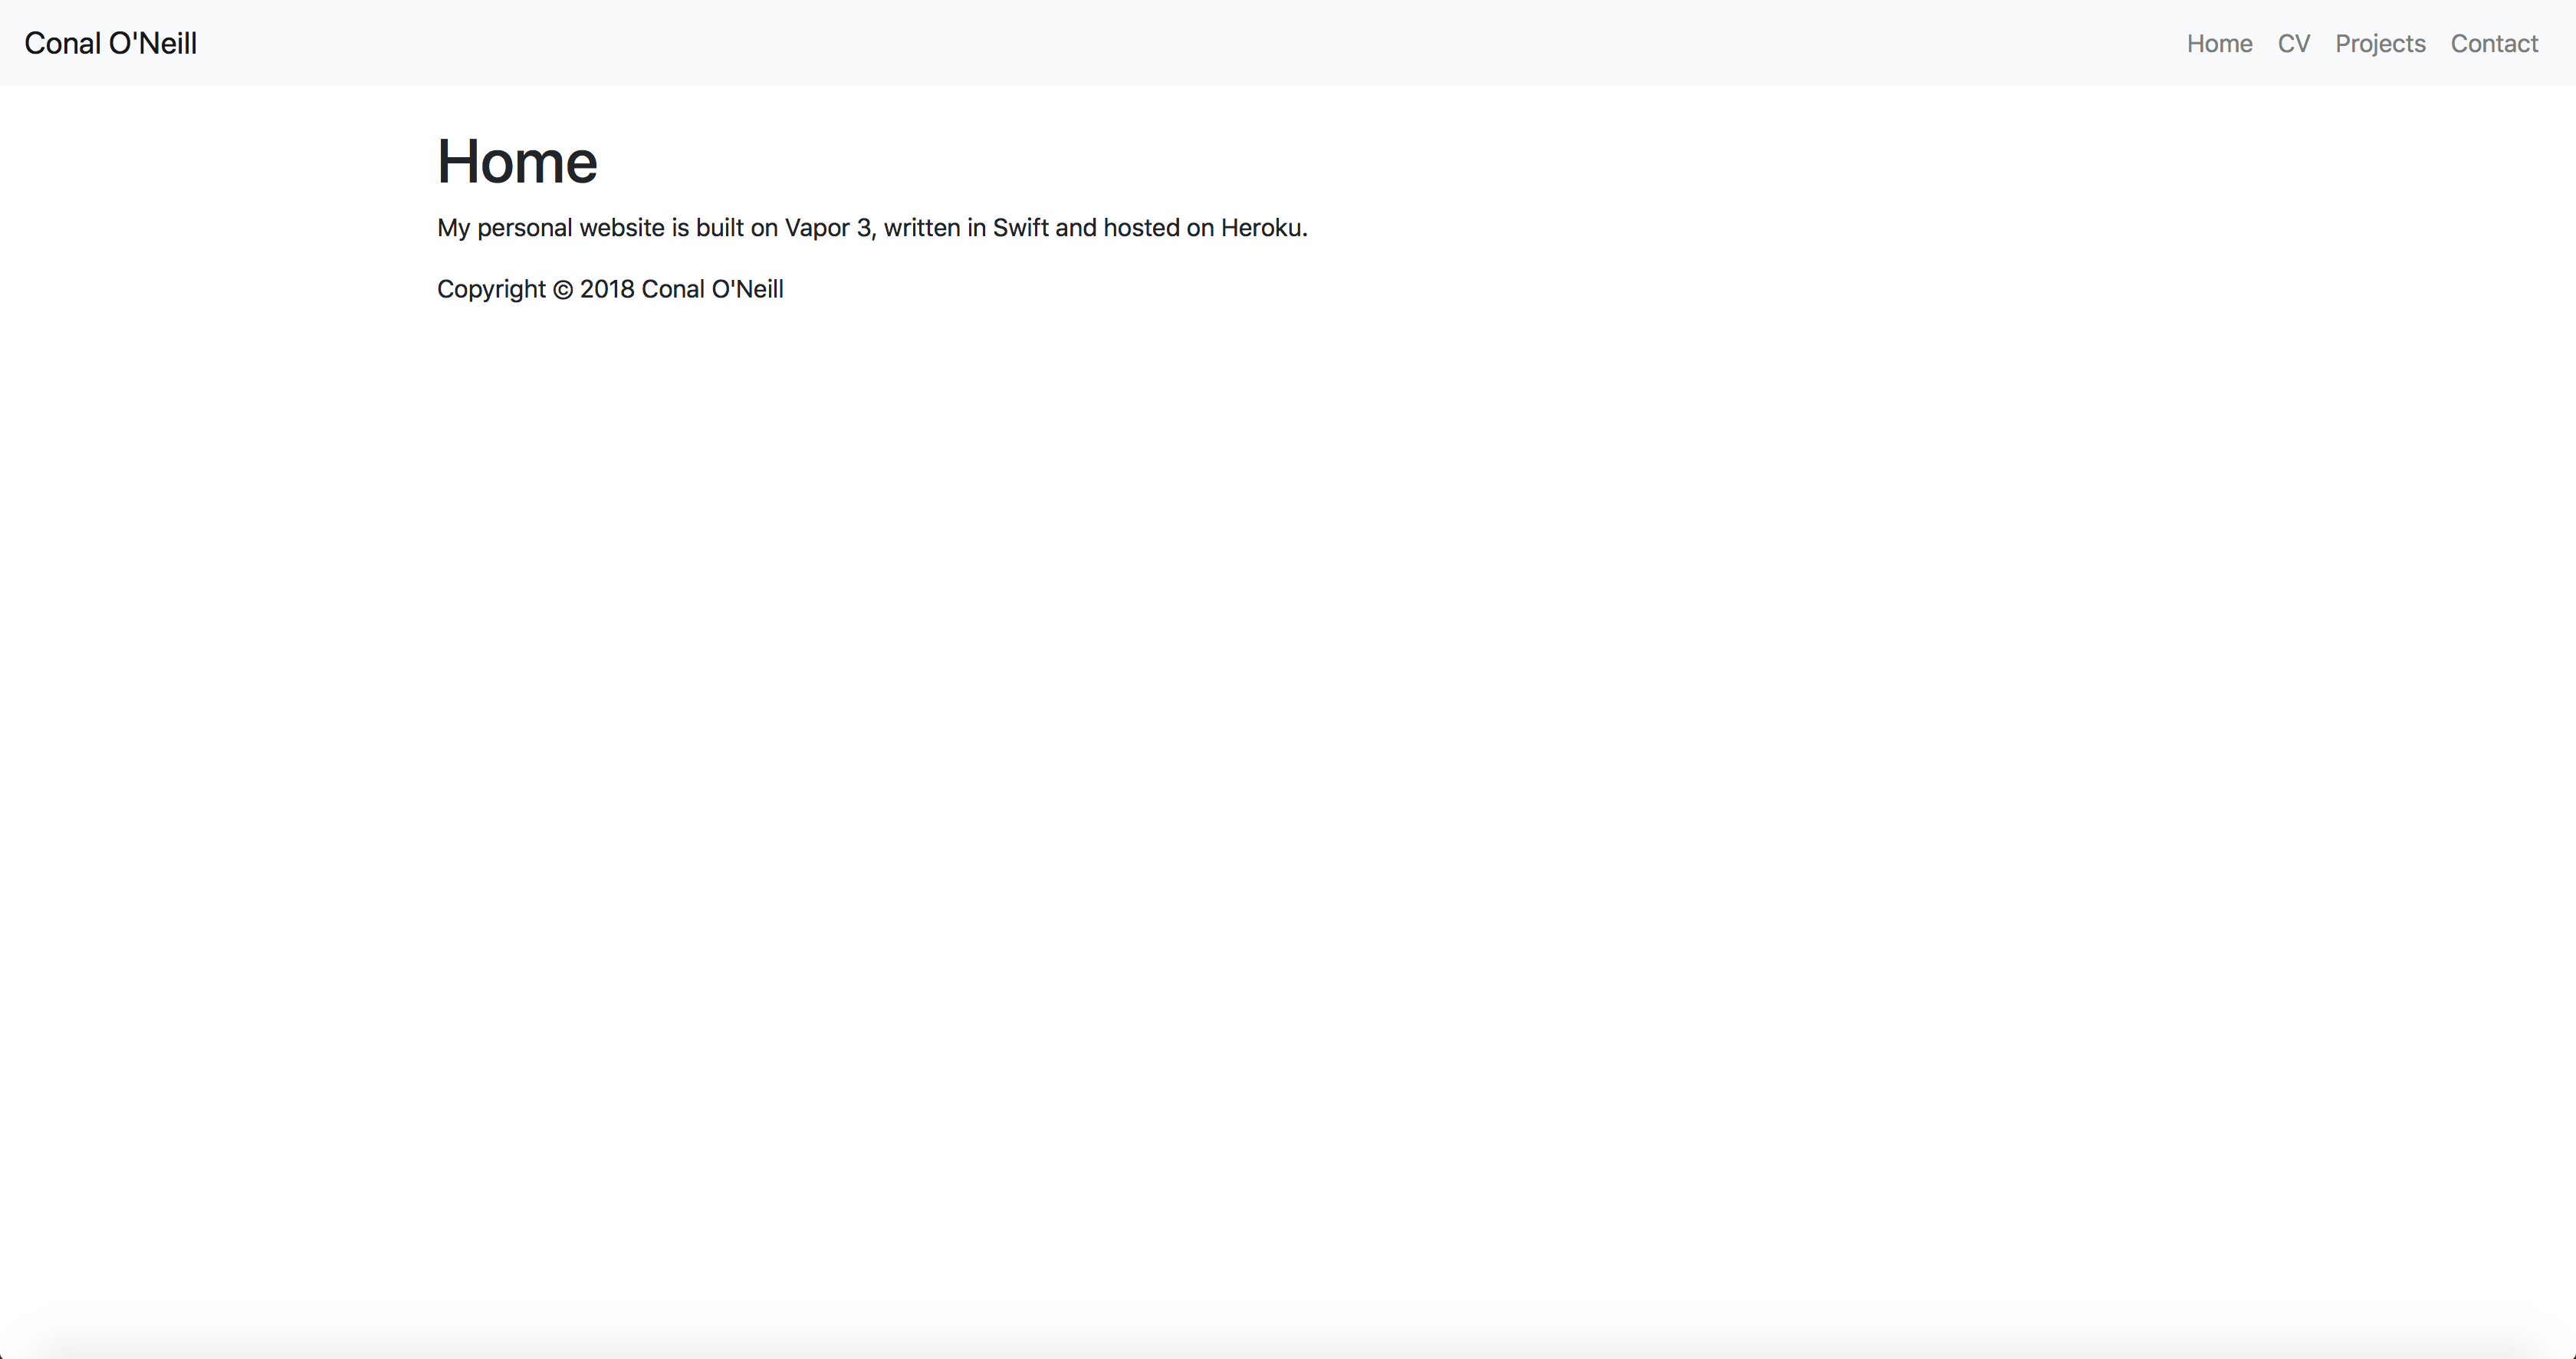 Conal O'Neill
Home CV Projects Contact
Home
My personal website is built on Vapor 3, written in Swift and hosted on Heroku.
Copyright © 2018 Conal O'Neill